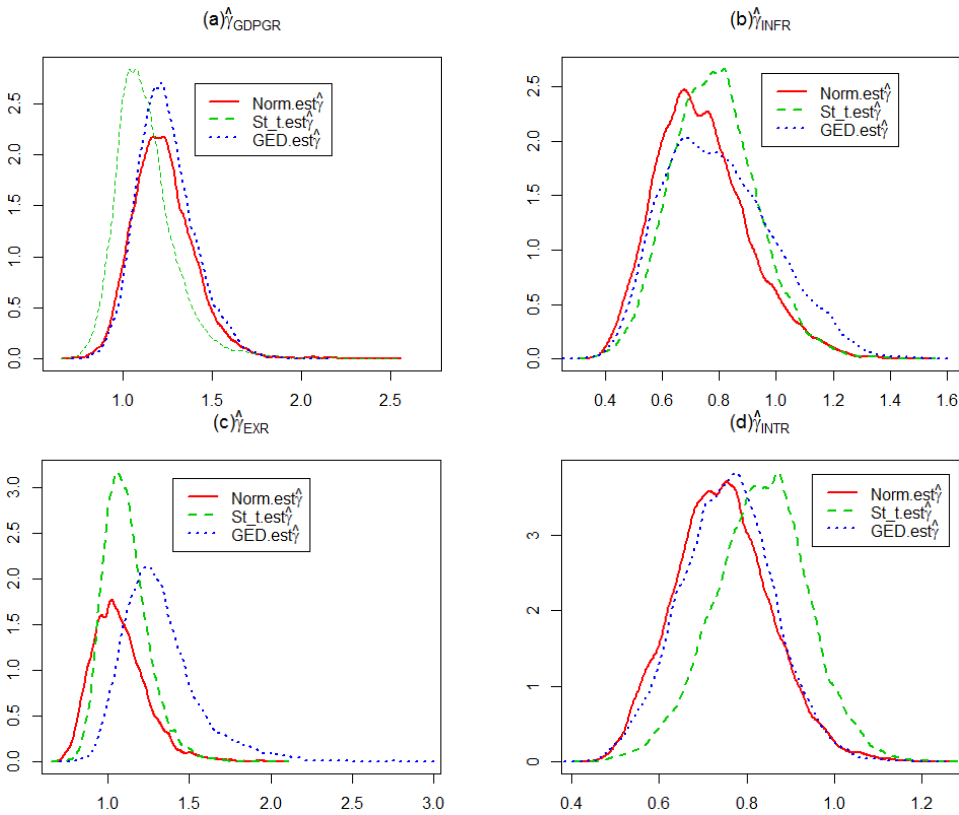 (a)γ̂GDPGR
Norm.estγ̂
St_t.estγ̂
GED.estγ̂
0.0 0.5 1.0 1.5 2.0 2.5
1.0 1.5 2.0 2.5
(b)γ̂INFR
Norm.estγ̂
St_t.estγ̂
GED.estγ̂
0.0 0.5 1.0 1.5 2.0 2.5
0.4 0.6 0.8 1.0 1.2 1.4 1.6
(c)γ̂EXR
Norm.estγ̂
St_t.estγ̂
GED.estγ̂
0.0 0.5 1.0 1.5 2.0 2.5 3.0
1.0 1.5 2.0 2.5 3.0
(d)γ̂INTR
Norm.estγ̂
St_t.estγ̂
GED.estγ̂
0 1 2 3
0.4 0.6 0.8 1.0 1.2